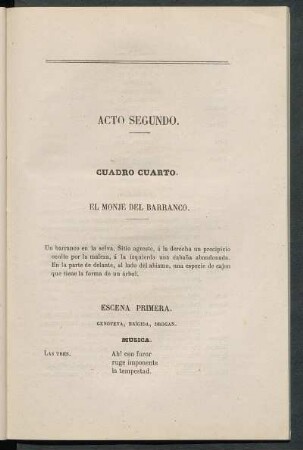 ACTO SEGUNDO.
CUADRO CUARTO.
EL MONJE DEL BARRANCO.
Un barranco en la selva. Sitio agreste, á la derecha un precipicio
oculto por la maleza, á la izquierda una cabaña abandonada.
En la parte de delante, al lado del abismo, una especie de cajon
que tiene la forma de un árbol.
ESCENA PRIMERA.
GENOVEVA, BRÍGIDA, DROGAN.
MÚSICA.
LAS TRES. Ah! con furor
ruge imponente
la tempestad.